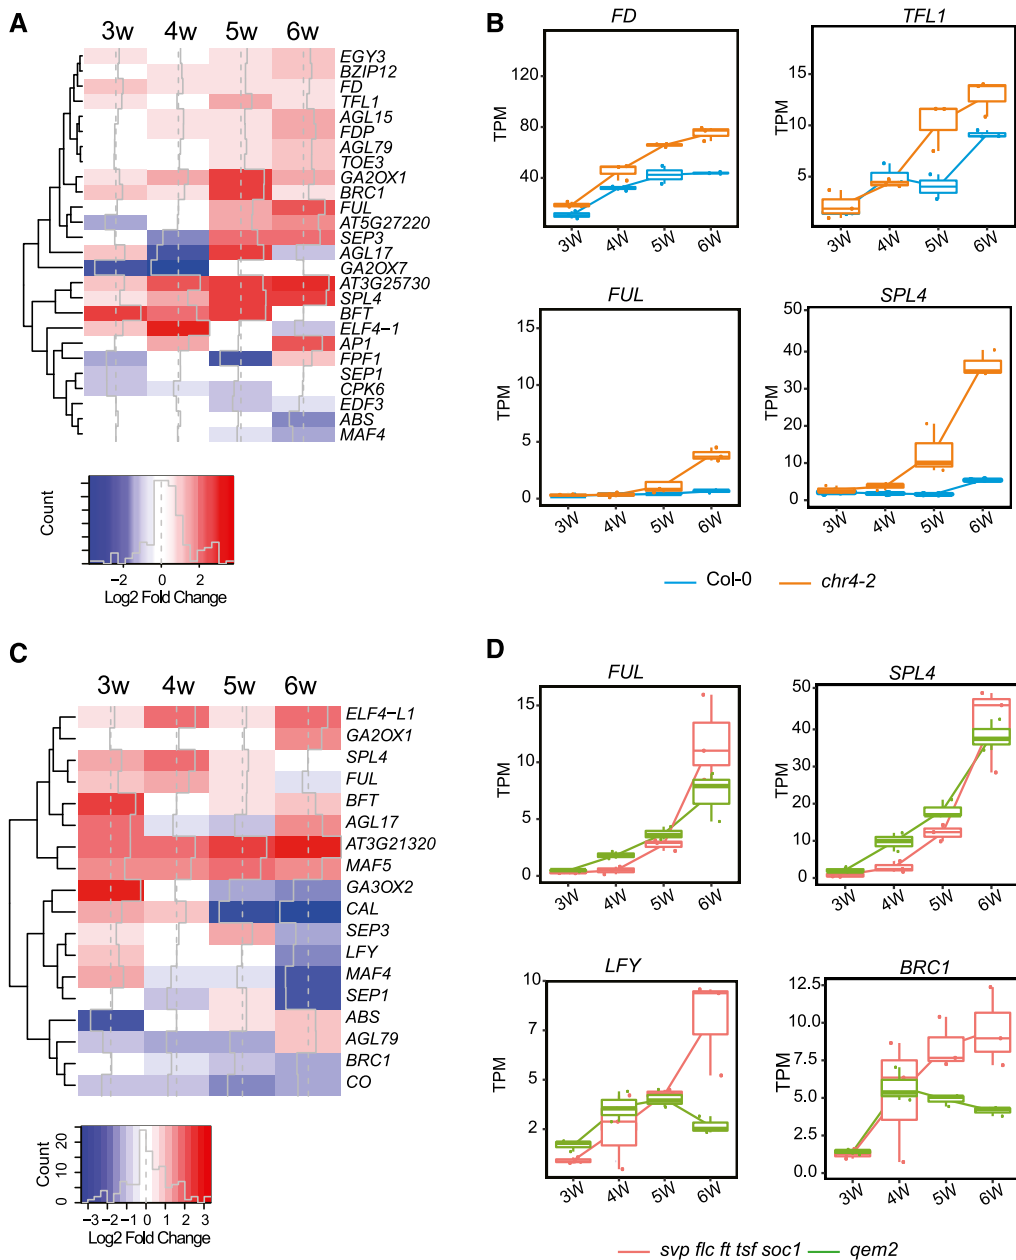 A
3w 4w 5w 6w
EGY3
BZIP12
FD
TFL1
AGL15
FDP
AGL79
TOE3
GA2OX1
BRC1
FUL
AT5G27220
SEP3
AGL17
GA2OX7
AT3G25730
SPL4
BFT
ELF4-1
AP1
FPF1
SEP1
CPK6
EDF3
ABS
MAF4
Count
−2 0 2
Log2 Fold Change
B
FD
TPM
120
80
40
3W 4W 5W 6W
TFL1
TPM
15
10
5
3W 4W 5W 6W
FUL
TPM
15
10
5
0
3W 4W 5W 6W
SPL4
TPM
50
40
30
20
10
0
3W 4W 5W 6W
Col-0 chr4-2
C
3w 4w 5w 6w
ELF4−L1
GA2OX1
SPL4
FUL
BFT
AGL17
AT3G21320
MAF5
GA3OX2
CAL
SEP3
LFY
MAF4
SEP1
ABS
AGL79
BRC1
CO
Count
0 10 20
−3 −2 −1 0 1 2 3
Log2 Fold Change
D
FUL
TPM
15
10
5
0
3W 4W 5W 6W
SPL4
TPM
50
40
30
20
10
0
3W 4W 5W 6W
LFY
TPM
10
7
5
2
3W 4W 5W 6W
BRC1
TPM
12.5
10.0
7.5
5.0
2.5
0.0
3W 4W 5W 6W
svp flc ft tsf soc1 qem2